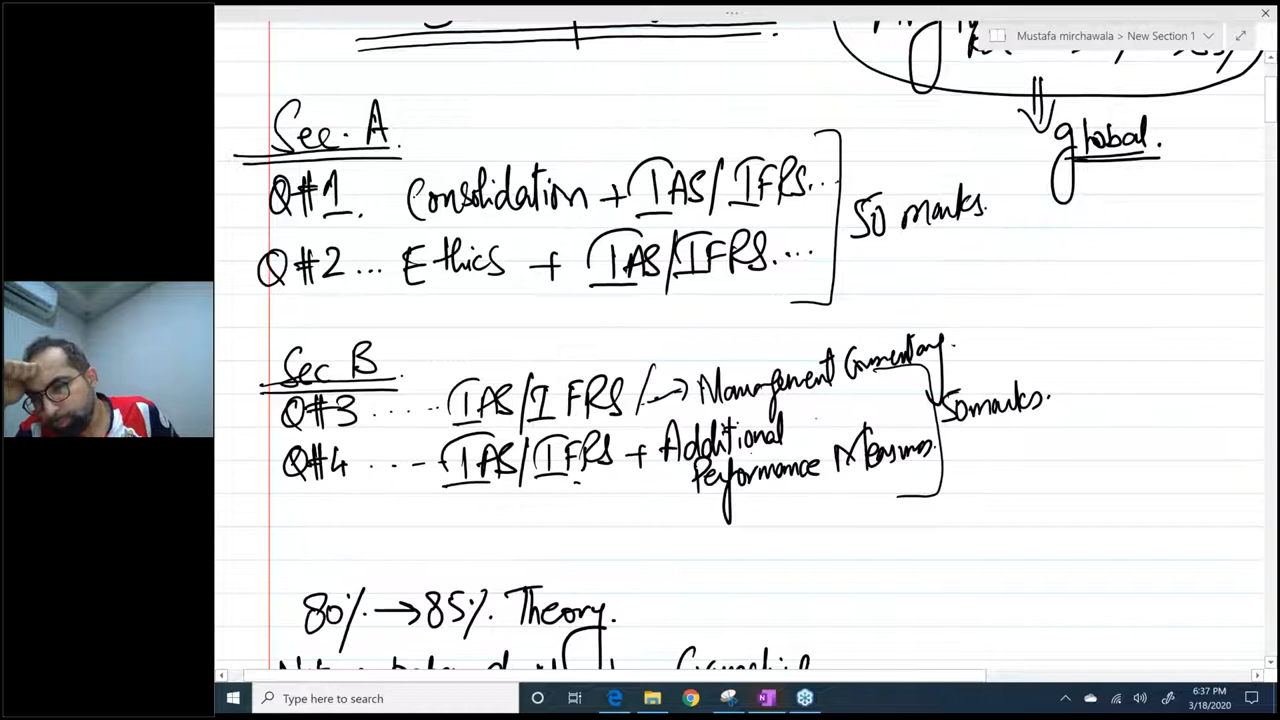 Mustafa mirchawala > New Section 1
global.
Sec. A
Q#1. Consolidation + IAS/IFRS...
Q#2... Ethics + IAS/IFRS....
50 marks.
Sec B
Q#3 ...... IAS/IFRS / → Management Commentary.
Q#4 ...- IAS/IFRS + Additional
Performance Measures.
50 marks.
80% → 85% Theory.
Type here to search
6:37 PM
3/18/2020